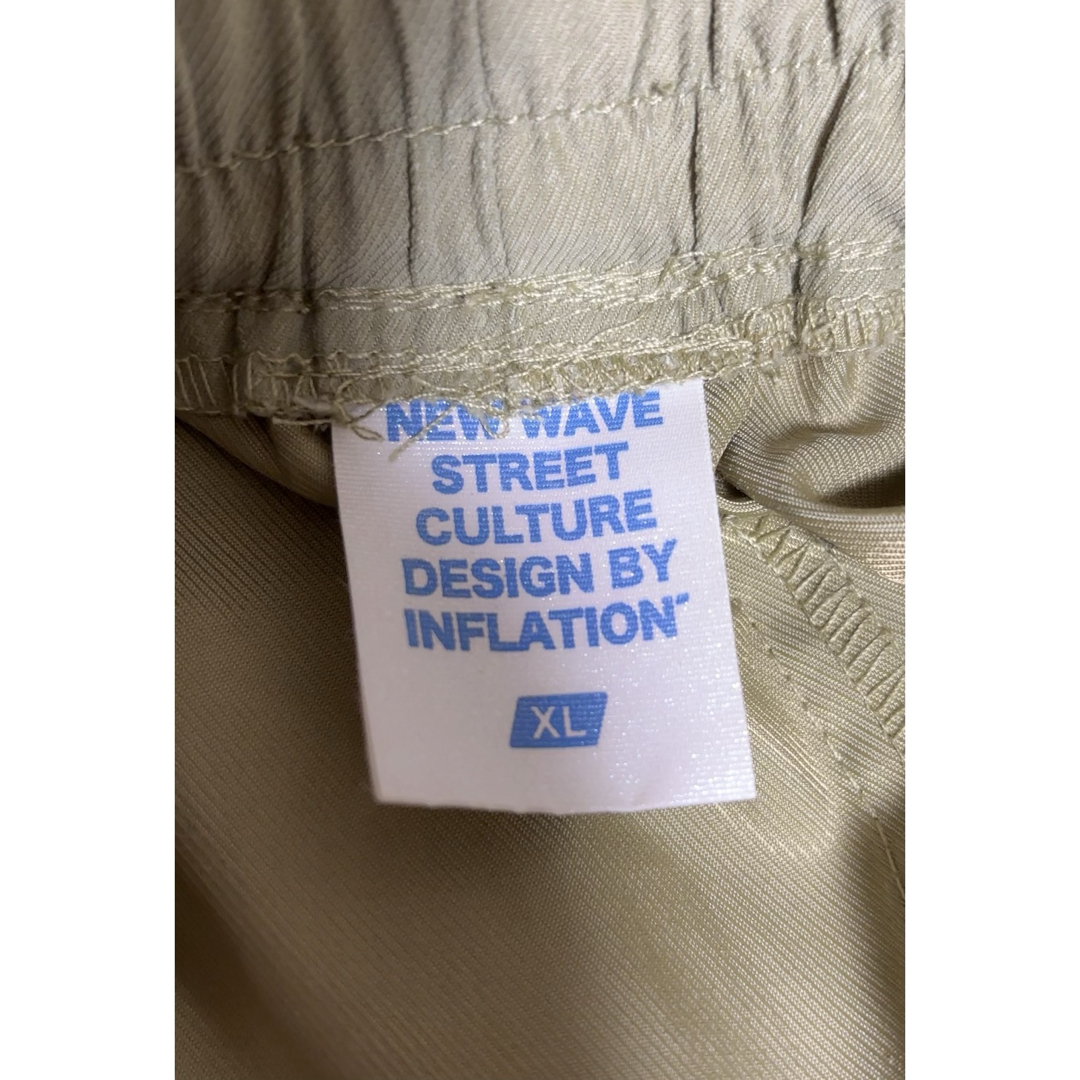 NEW WAVE
STREET
CULTURE
DESIGN BY
INFLATION
XL